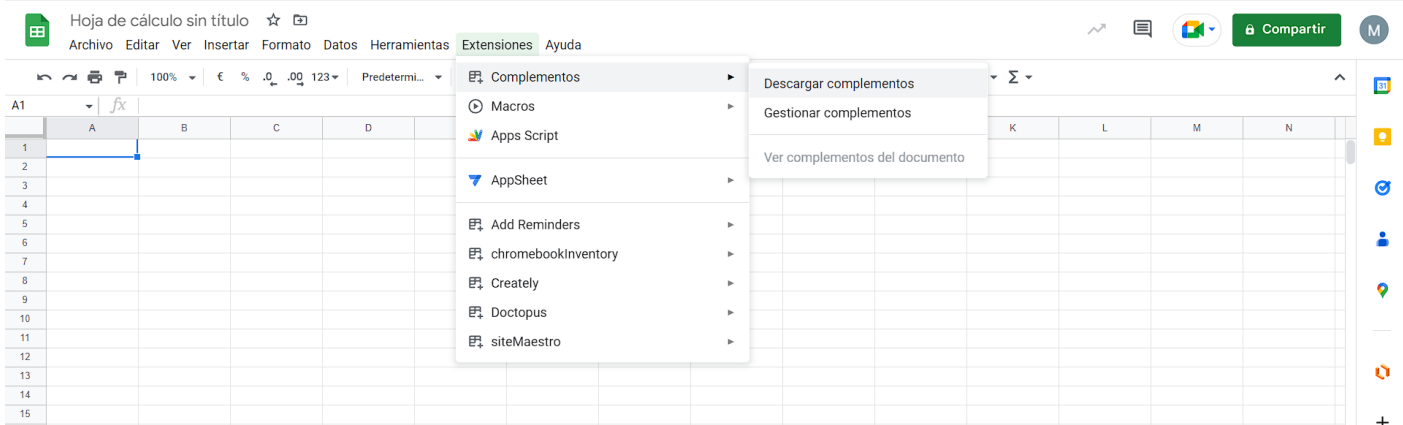 Hoja de cálculo sin título
Archivo Editar Ver Insertar Formato Datos Herramientas Extensiones Ayuda
Compartir
M
100% € % .0 .00 123 Predetermi... Σ
A1 fx
Complementos
Macros
Apps Script
AppSheet
Add Reminders
chromebookInventory
Creately
Doctopus
siteMaestro
Descargar complementos
Gestionar complementos
Ver complementos del documento
A B C D K L M N
1
2
3
4
5
6
7
8
9
10
11
12
13
14
15
31